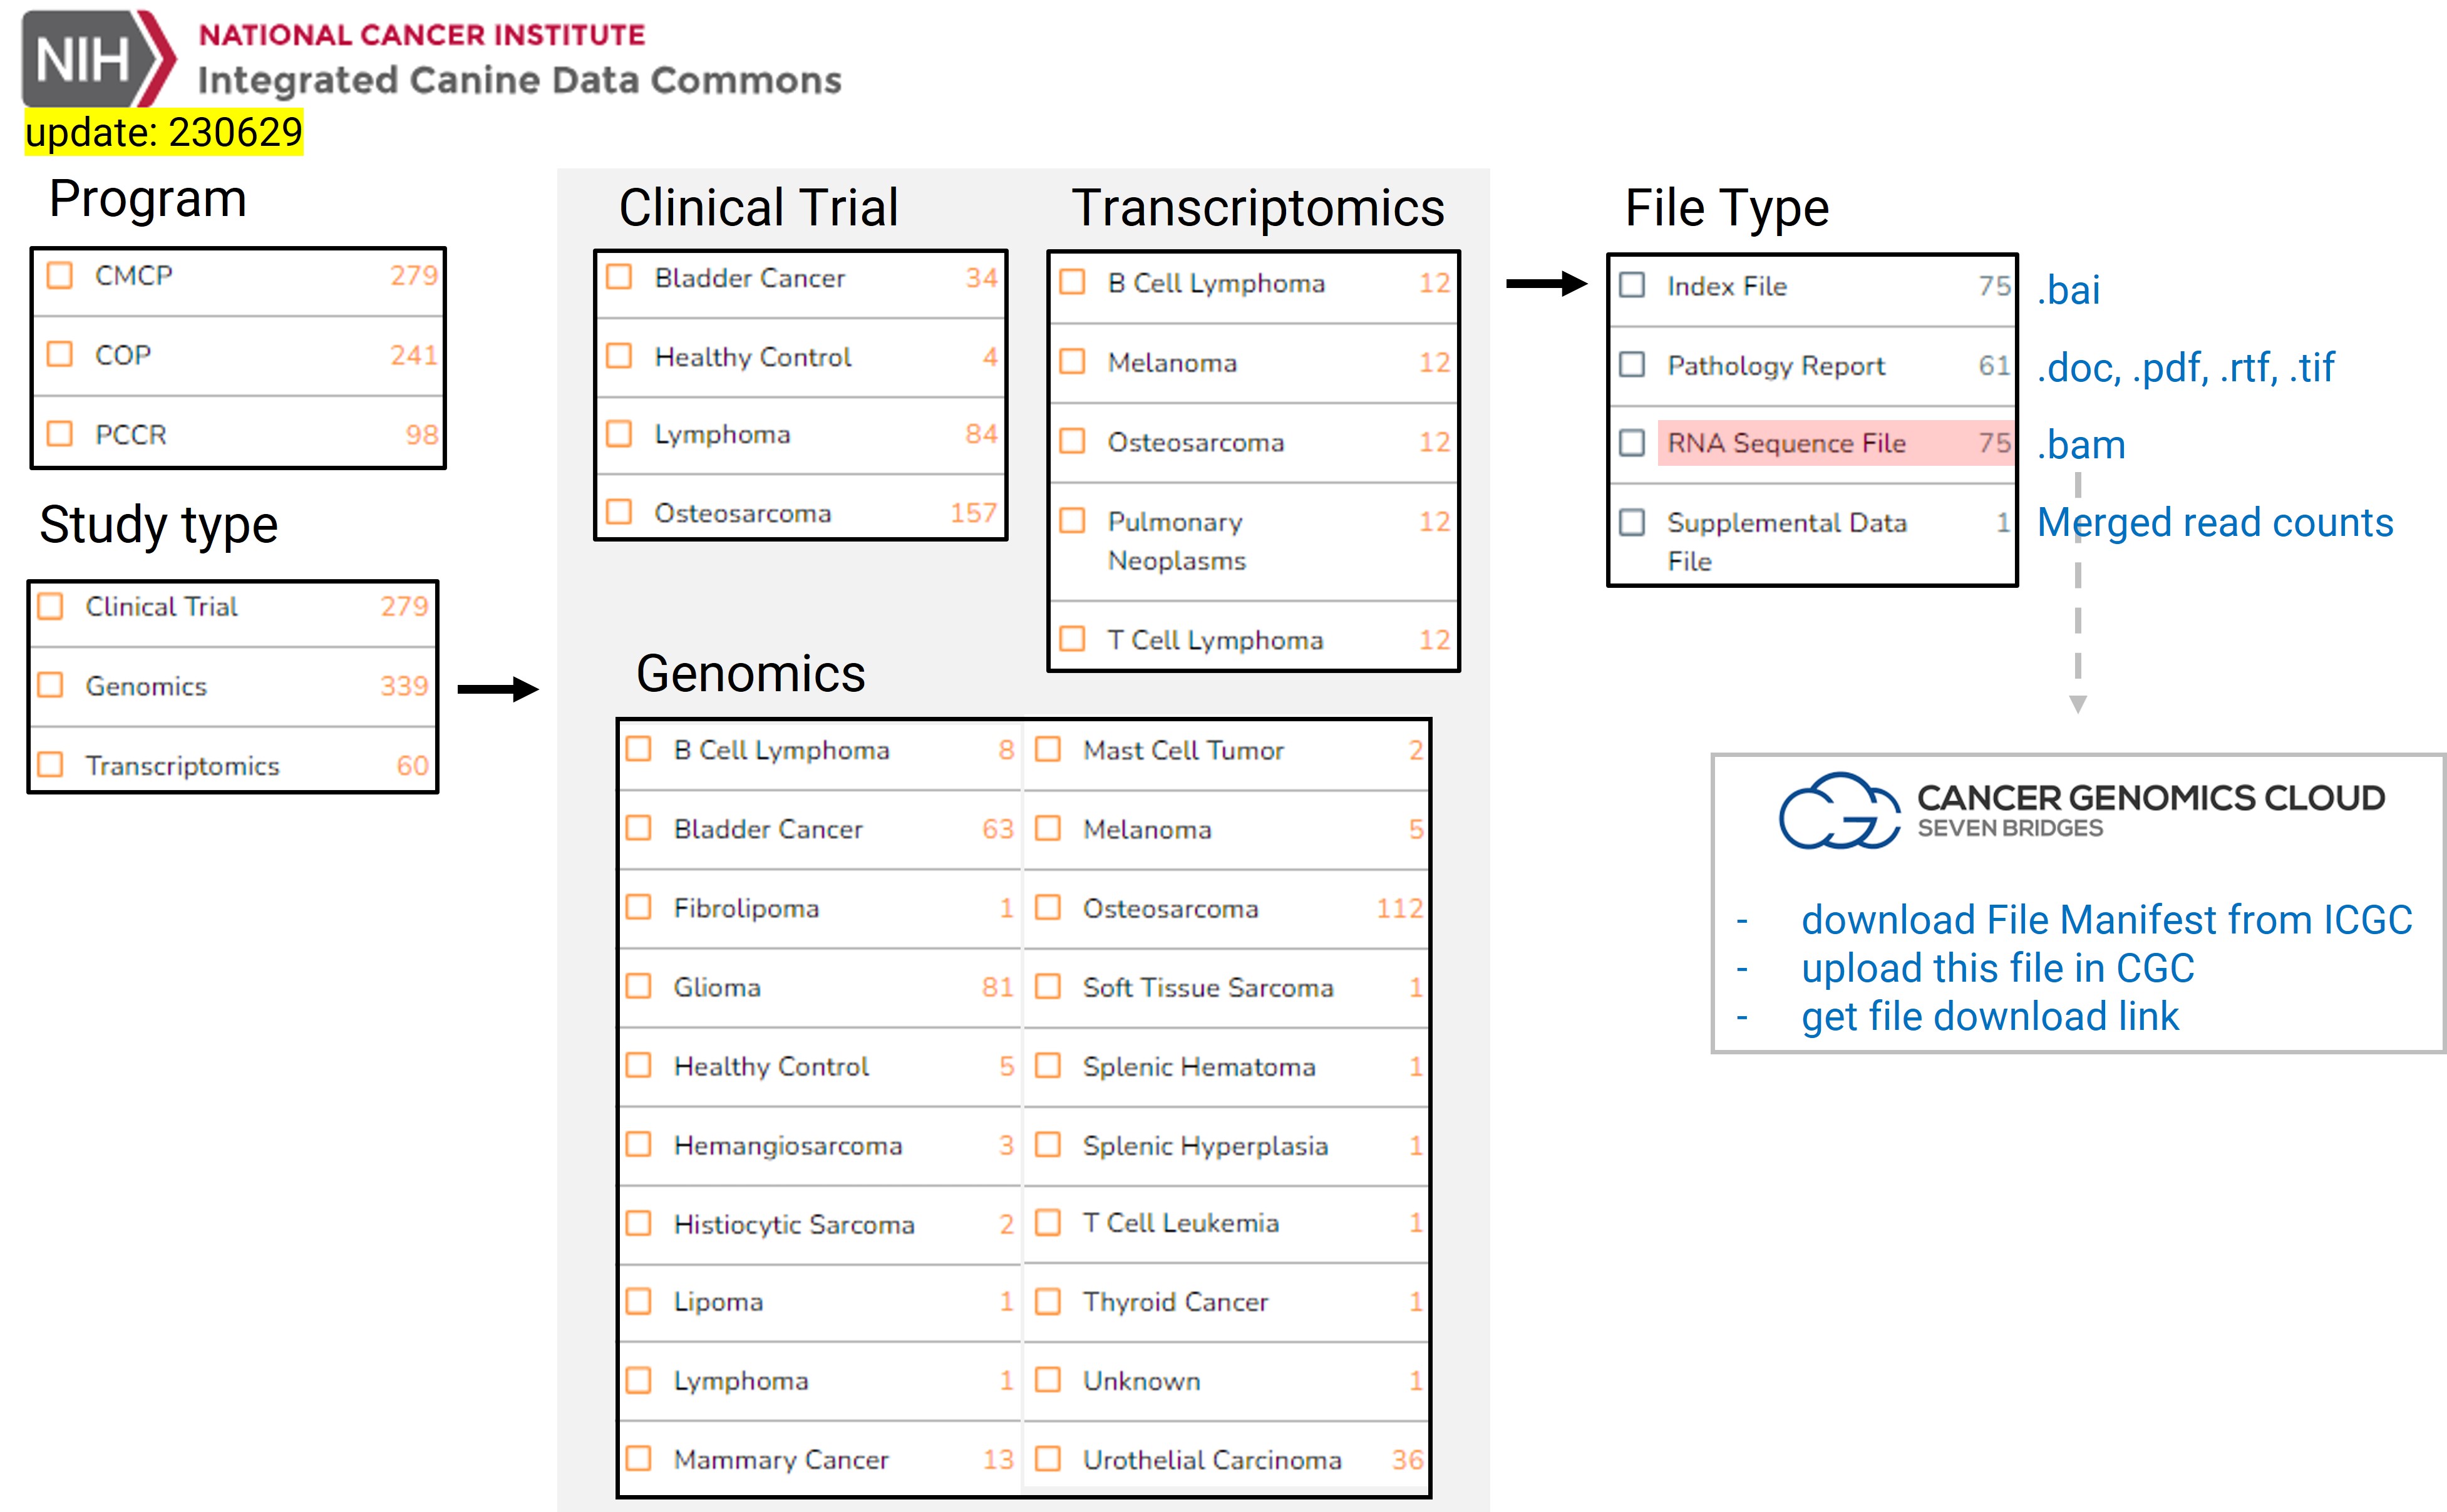 NIH
NATIONAL CANCER INSTITUTE
Integrated Canine Data Commons
update: 230629
Program
CMCP 279
COP 241
PCCR 98
Study type
Clinical Trial 279
Genomics 339
Transcriptomics 60
Clinical Trial
Bladder Cancer 34
Healthy Control 4
Lymphoma 84
Osteosarcoma 157
Transcriptomics
B Cell Lymphoma 12
Melanoma 12
Osteosarcoma 12
Pulmonary 12
Neoplasms
T Cell Lymphoma 12
Genomics
B Cell Lymphoma 8
Bladder Cancer 63
Fibrolipoma 1
Glioma 81
Healthy Control 5
Hemangiosarcoma 3
Histiocytic Sarcoma 2
Lipoma 1
Lymphoma 1
Mammary Cancer 13
Mast Cell Tumor 2
Melanoma 5
Osteosarcoma 112
Soft Tissue Sarcoma 1
Splenic Hematoma 1
Splenic Hyperplasia 1
T Cell Leukemia 1
Thyroid Cancer 1
Unknown 1
Urothelial Carcinoma 36
File Type
Index File 75 .bai
Pathology Report 61 .doc, .pdf, .rtf, .tif
RNA Sequence File 75 .bam
Supplemental Data 1 Merged read counts
File
CGC
CANCER GENOMICS CLOUD
SEVEN BRIDGES
- download File Manifest from ICGC
- upload this file in CGC
- get file download link